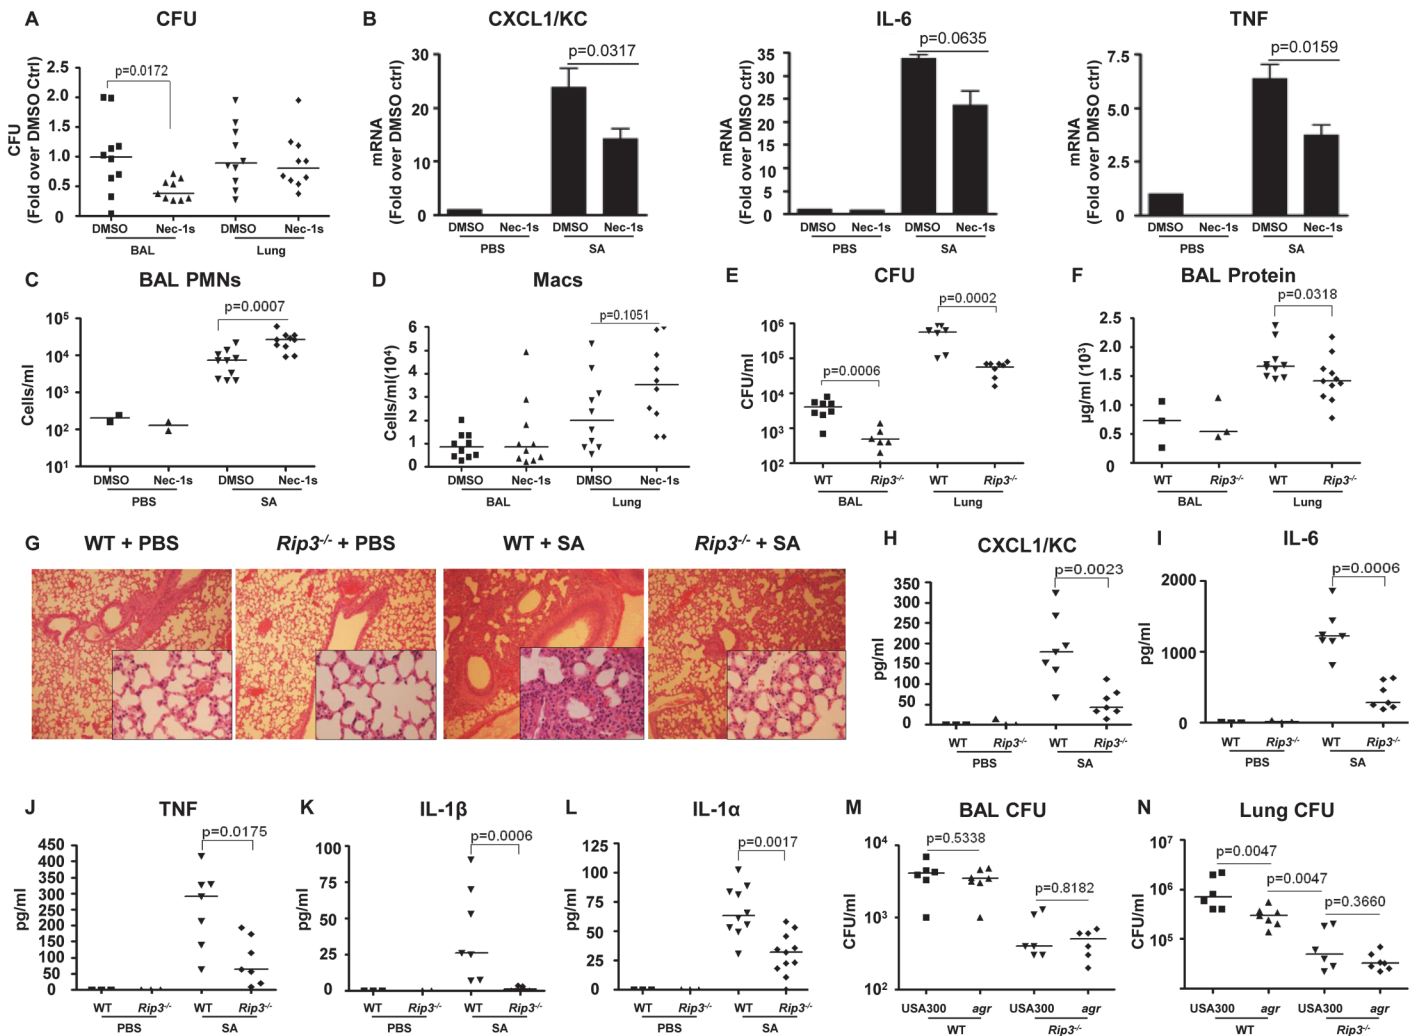 A CFU
CFU
(Fold over DMSO Ctrl)
2.5
2.0
1.5
1.0
0.5
0
p=0.0172
DMSO Nec-1s DMSO Nec-1s
BAL Lung
B CXCL1/KC
mRNA
(Fold over DMSO ctrl)
30
20
10
0
p=0.0317
DMSO Nec-1s DMSO Nec-1s
PBS SA
IL-6
mRNA
(Fold over DMSO ctrl)
35
30
25
35
15
10
5
0
p=0.0635
DMSO Nec-1s DMSO Nec-1s
PBS SA
TNF
mRNA
(Fold over DMSO ctrl)
7.5
5.0
2.5
0
p=0.0159
DMSO Nec-1s DMSO Nec-1s
PBS SA
C BAL PMNs
Cells/ml
10⁵
10⁴
10³
10²
10¹
p=0.0007
DMSO Nec-1s DMSO Nec-1s
PBS SA
D Macs
Cells/ml(10⁴)
6
5
4
3
2
1
0
p=0.1051
DMSO Nec-1s DMSO Nec-1s
BAL Lung
E CFU
CFU/ml
10⁶
10⁵
10⁴
10³
10²
p=0.0006
p=0.0002
WT Rip3⁻/⁻ WT Rip3⁻/⁻
BAL Lung
F BAL Protein
µg/ml (10³)
2.5
2.0
1.5
1.0
0.5
0
p=0.0318
WT Rip3⁻/⁻ WT Rip3⁻/⁻
BAL Lung
G WT + PBS Rip3⁻/⁻ + PBS WT + SA Rip3⁻/⁻ + SA
H CXCL1/KC
pg/ml
350
300
250
200
150
100
50
0
p=0.0023
WT Rip3⁻/⁻ WT Rip3⁻/⁻
PBS SA
I IL-6
pg/ml
2000
1000
0
p=0.0006
WT Rip3⁻/⁻ WT Rip3⁻/⁻
PBS SA
J TNF
pg/ml
450
400
350
300
250
200
150
100
50
0
p=0.0175
WT Rip3⁻/⁻ WT Rip3⁻/⁻
PBS SA
K IL-1β
pg/ml
100
75
50
25
0
p=0.0006
WT Rip3⁻/⁻ WT Rip3⁻/⁻
PBS SA
L IL-1α
pg/ml
125
100
75
50
25
0
p=0.0017
WT Rip3⁻/⁻ WT Rip3⁻/⁻
PBS SA
M BAL CFU
CFU/ml
10⁴
10³
10²
p=0.5338
p=0.8182
USA300 agr USA300 agr
WT Rip3⁻/⁻
N Lung CFU
CFU/ml
10⁷
10⁶
10⁵
p=0.0047
p=0.0047
p=0.3660
USA300 agr USA300 agr
WT Rip3⁻/⁻